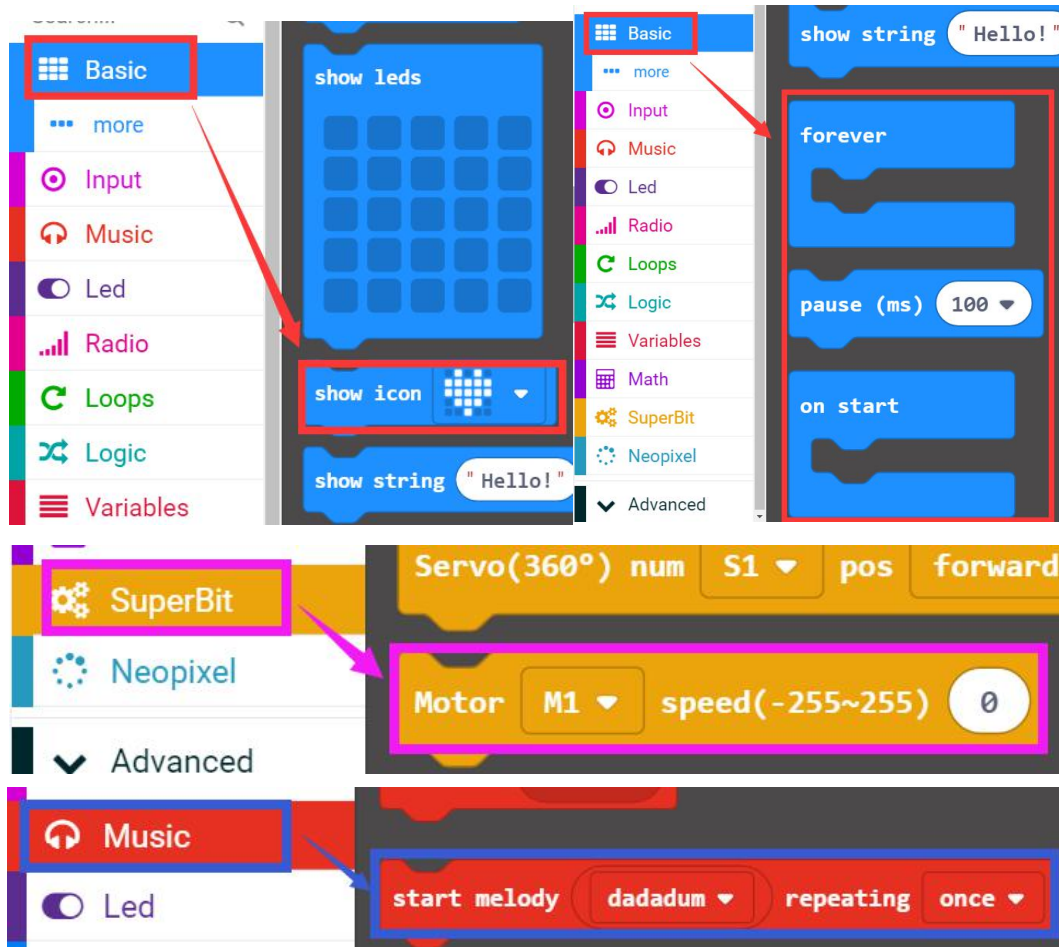 Basic
more
Input
Music
Led
Radio
Loops
Logic
Variables
show leds
show icon
show string "Hello!"
Basic
more
Input
Music
Led
Radio
Loops
Logic
Variables
Math
SuperBit
Neopixel
Advanced
show string "Hello!"
forever
pause (ms) 100
on start
SuperBit
Neopixel
Advanced
Servo(360°) num S1 pos forward
Motor M1 speed(-255~255) 0
Music
Led
start melody dadadum repeating once